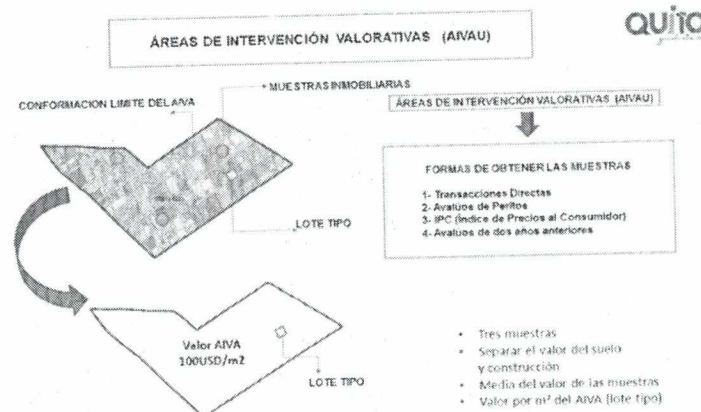 QUITO
ÁREAS DE INTERVENCIÓN VALORATIVAS (AIVAU)
MUESTRAS INMOBILIARIAS
CONFORMACION LIMITE DEL AIVA
LOTE TIPO
Valor AIVA
100USD/m2
LOTE TIPO
ÁREAS DE INTERVENCIÓN VALORATIVAS (AIVAU)
FORMAS DE OBTENER LAS MUESTRAS
1- Transacciones Directas
2- Avalúos de Peritos
3- IPC (Índice de Precios al Consumidor)
4- Avalúos de dos años anteriores
• Tres muestras
• Separar el valor del suelo
y construcción
• Media del valor de las muestras
• Valor por m² del AIVA (lote tipo)